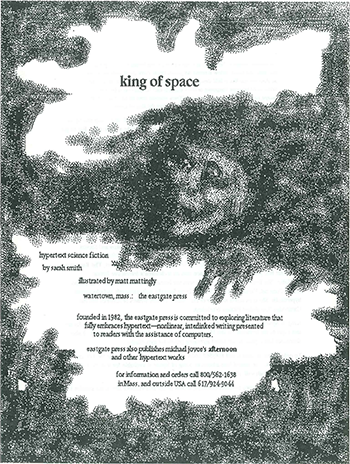 king of space
hypertext science fiction
by sarah smith
illustrated by matt mattingly
watertown, mass.: the eastgate press
founded in 1982, the eastgate press is committed to exploring literature that
fully embraces hypertext—nonlinear, interlinked writing presented
to readers with the assistance of computers.
eastgate press also publishes michael joyce's afternoon
and other hypertext works
for information and orders call 800/562-1638
in Mass. and outside USA call 617/924-9044